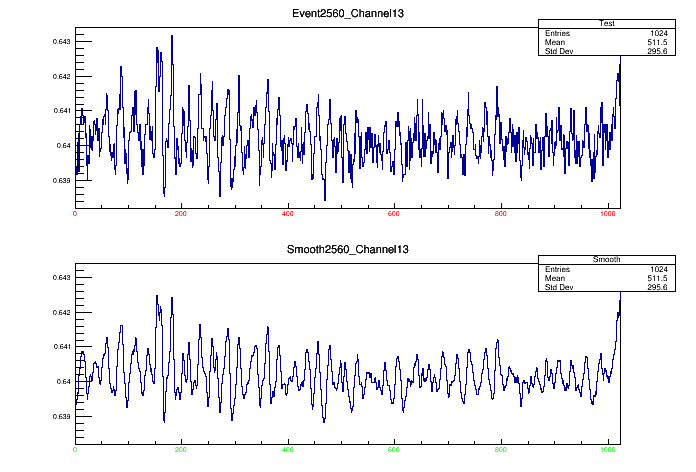 Event2560_Channel13
Test
Entries 1024
Mean 511.5
Std Dev 295.6
0.643
0.642
0.641
0.64
0.639
0 200 400 600 800 1000
Smooth2560_Channel13
Smooth
Entries 1024
Mean 511.5
Std Dev 295.6
0.643
0.642
0.641
0.64
0.639
0 200 400 600 800 1000